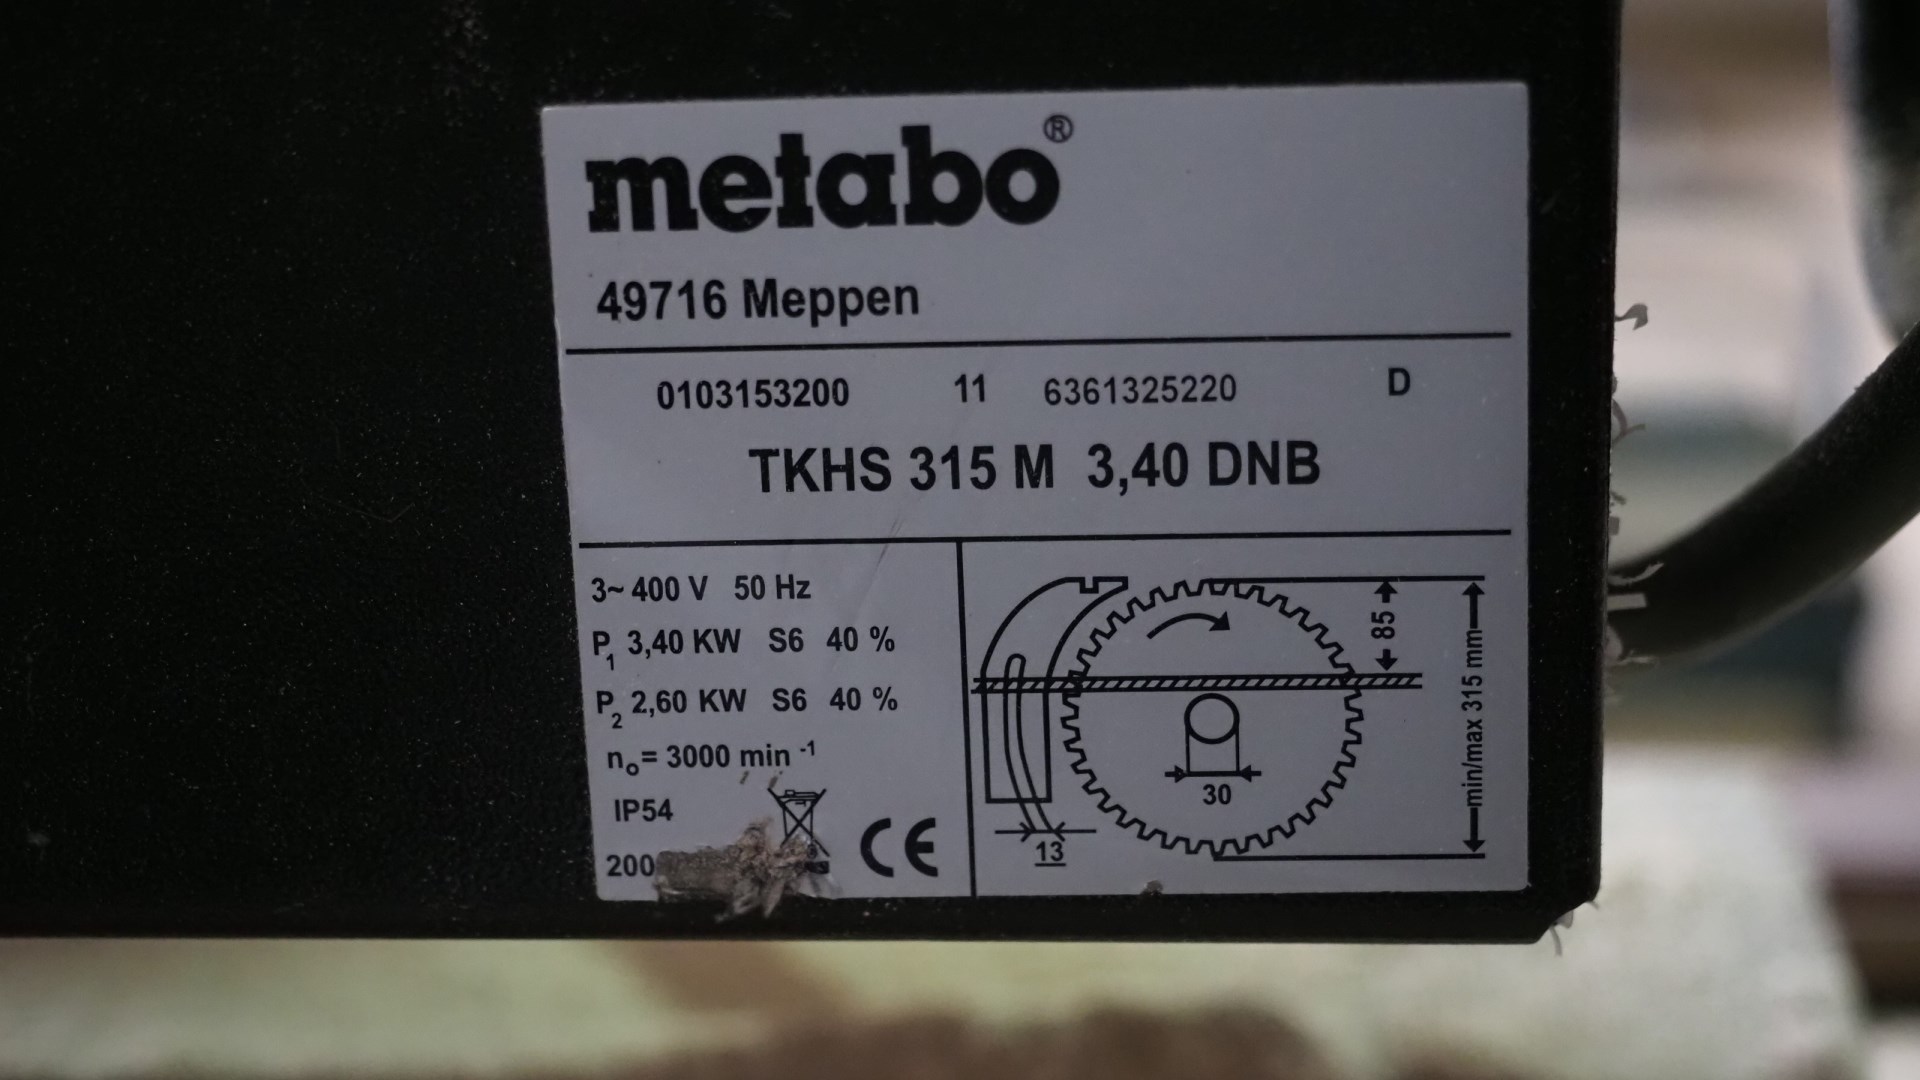 metabo®
49716 Meppen
0103153200 11 6361325220 D
TKHS 315 M 3,40 DNB
3~ 400 V 50 Hz
P1 3,40 KW S6 40 %
P2 2,60 KW S6 40 %
no= 3000 min -1
IP54
CE
85
min/max 315 mm
30
13